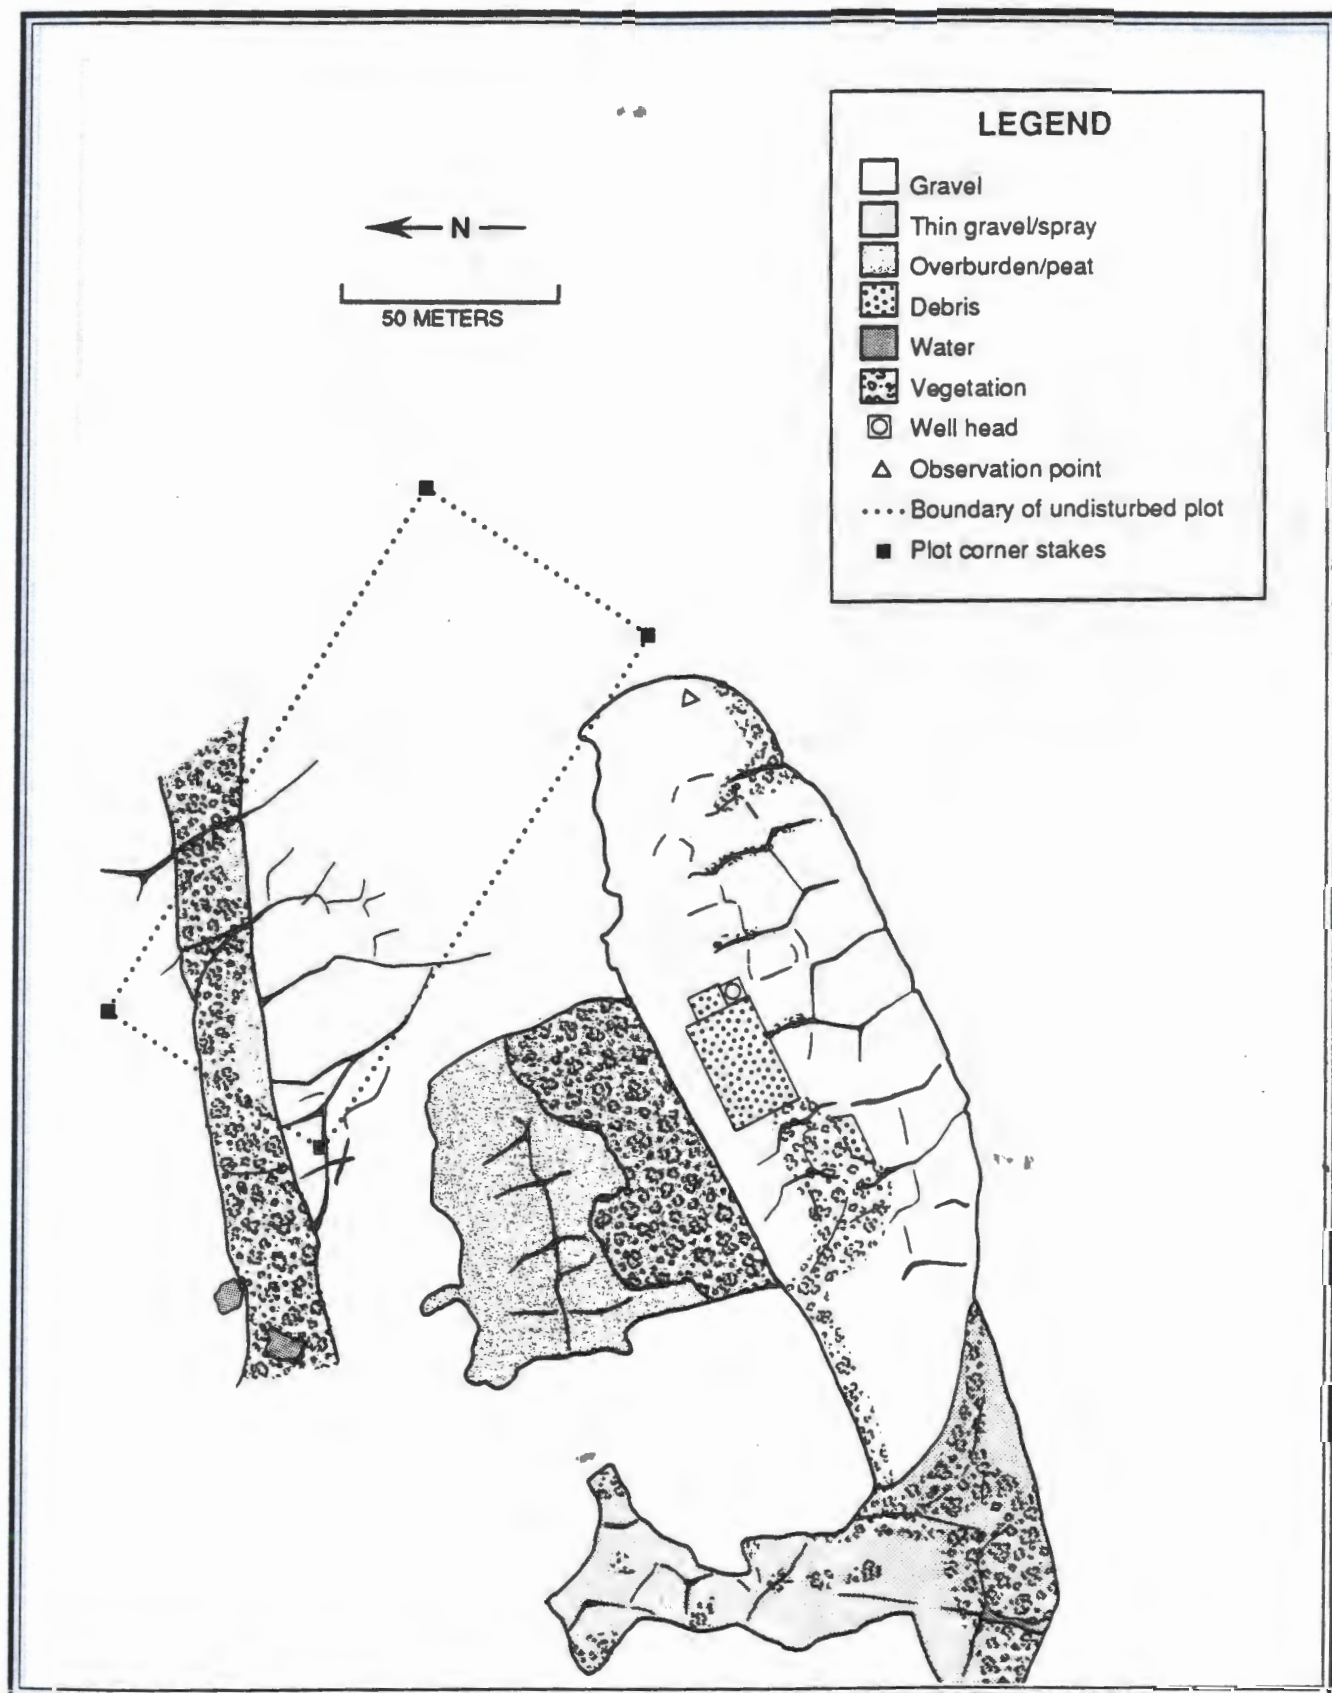 LEGEND
Gravel
Thin gravel/spray
Overburden/peat
Debris
Water
Vegetation
Well head
Observation point
Boundary of undisturbed plot
Plot corner stakes
N
50 METERS